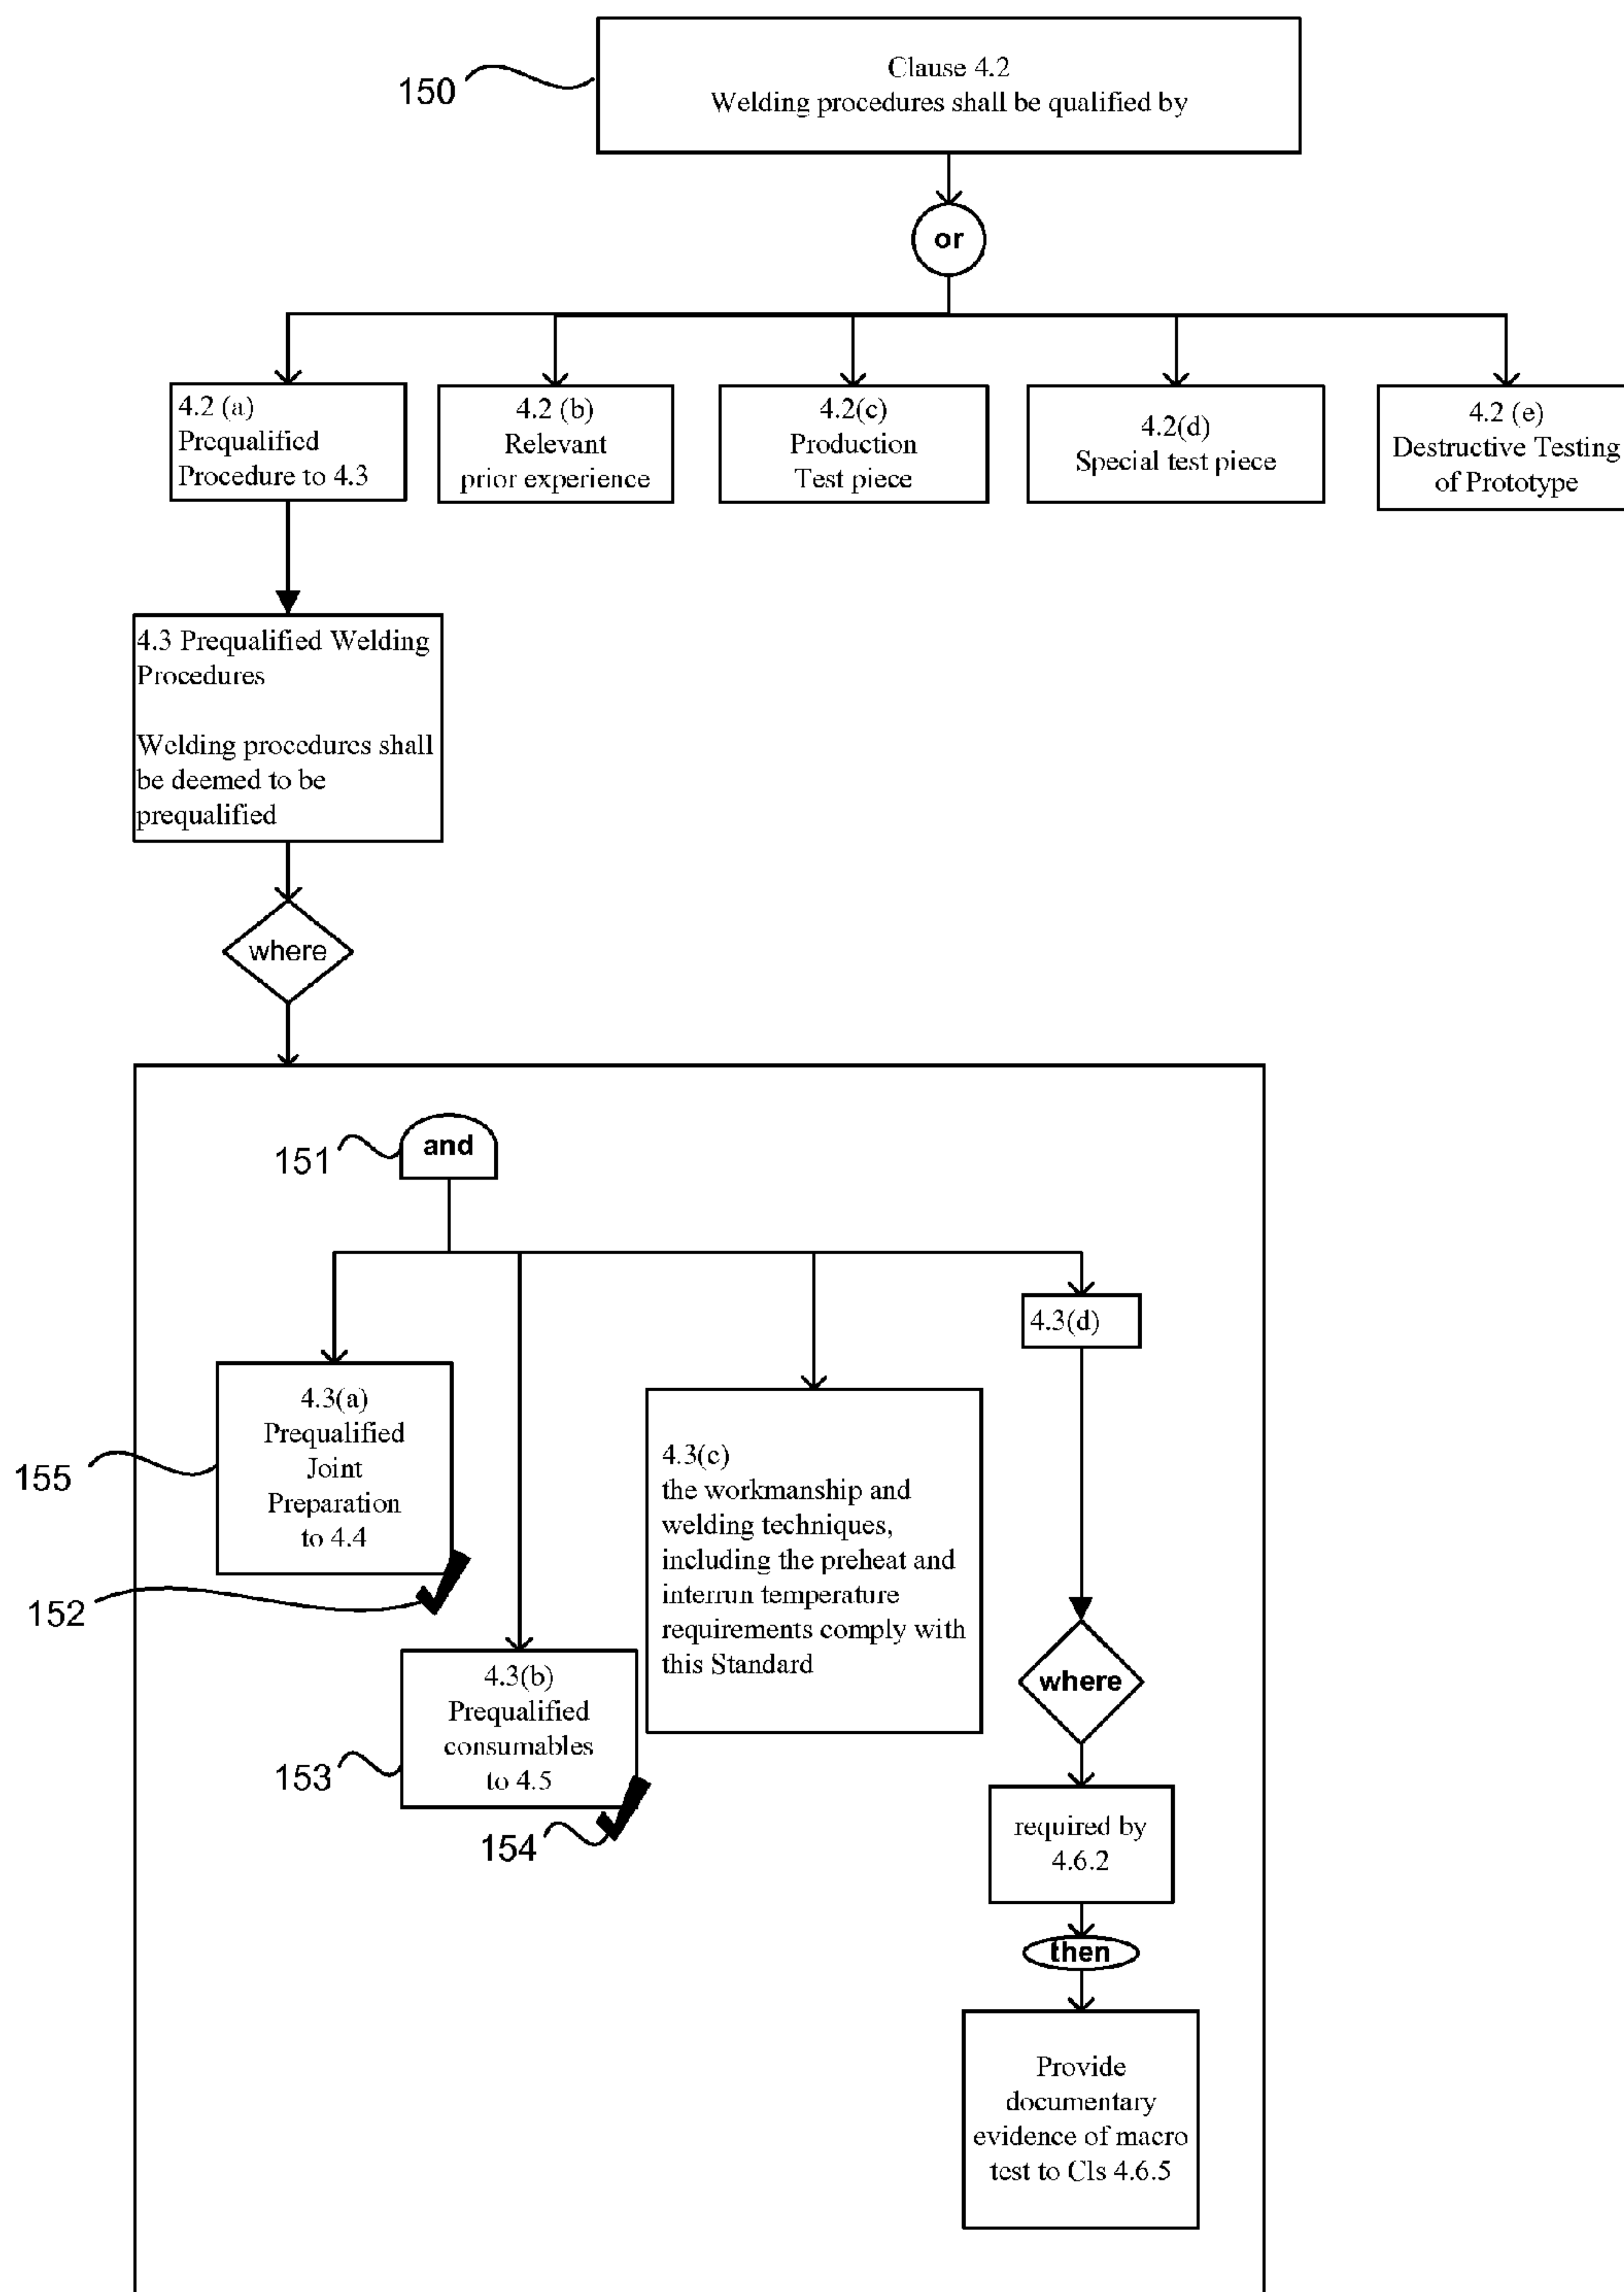 150
Clause 4.2
Welding procedures shall be qualified by
or
4.2 (a)
Prequalified
Procedure to 4.3
4.2 (b)
Relevant
prior experience
4.2(c)
Production
Test piece
4.2(d)
Special test piece
4.2 (e)
Destructive Testing
of Prototype
4.3 Prequalified Welding
Procedures
Welding procedures shall
be deemed to be
prequalified
where
151
and
4.3(d)
155
4.3(a)
Prequalified
Joint
Preparation
to 4.4
152
4.3(c)
the workmanship and
welding techniques,
including the preheat and
interrun temperature
requirements comply with
this Standard
153
4.3(b)
Prequalified
consumables
to 4.5
154
where
required by
4.6.2
then
Provide
documentary
evidence of macro
test to Cls 4.6.5